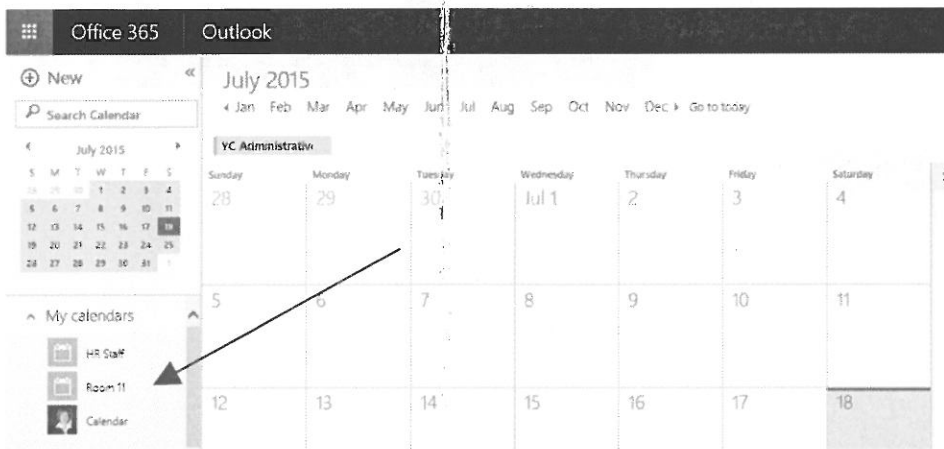 Office 365 Outlook
New «
Search Calendar
July 2015
S M T W T F S
28 29 30 1 2 3 4
5 6 7 8 9 10 11
12 13 14 15 16 17 18
19 20 21 22 23 24 25
26 27 28 29 30 31 1
My calendars
HR Staff
Room 11
Calendar
July 2015
Jan Feb Mar Apr May Jun Jul Aug Sep Oct Nov Dec Go to today
YC Administrative
Sunday Monday Tuesday Wednesday Thursday Friday Saturday
28 29 30 Jul 1 2 3 4
5 6 7 8 9 10 11
12 13 14 15 16 17 18